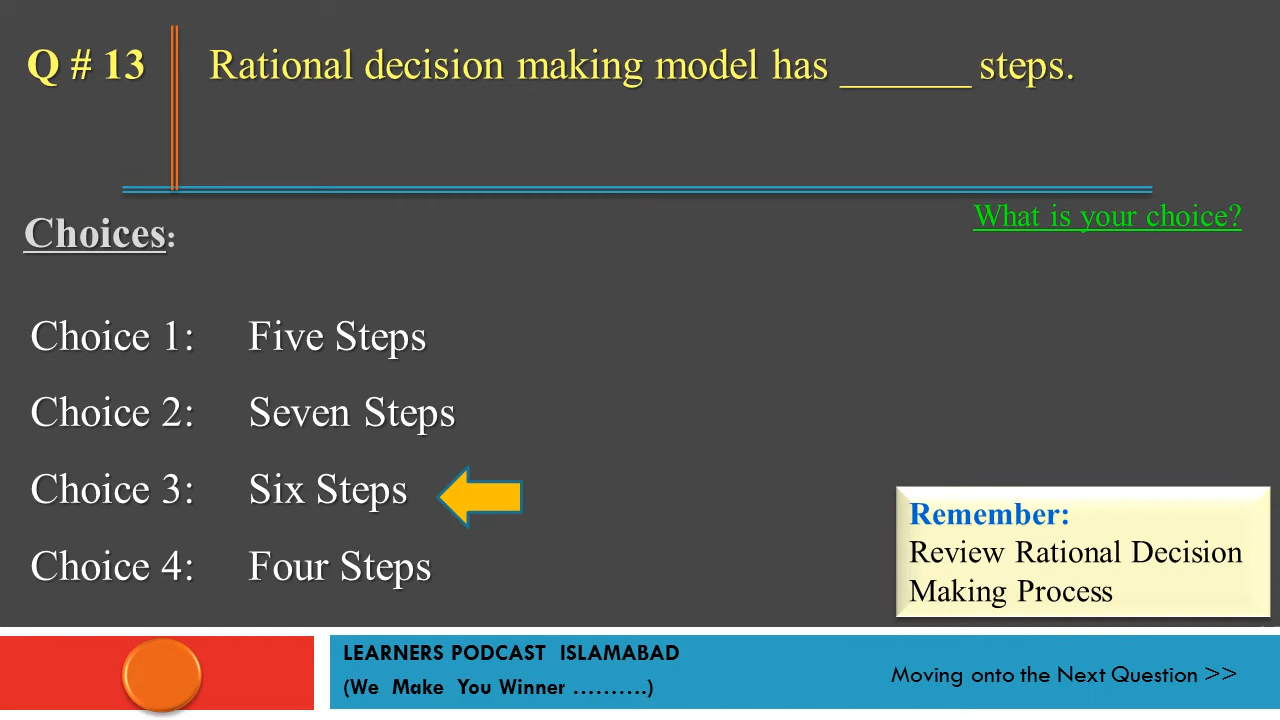 Q # 13 Rational decision making model has ______ steps.
What is your choice?
Choices:
Choice 1: Five Steps
Choice 2: Seven Steps
Choice 3: Six Steps
Choice 4: Four Steps
Remember:
Review Rational Decision
Making Process
LEARNERS PODCAST ISLAMABAD
(We Make You Winner ……….)
Moving onto the Next Question >>